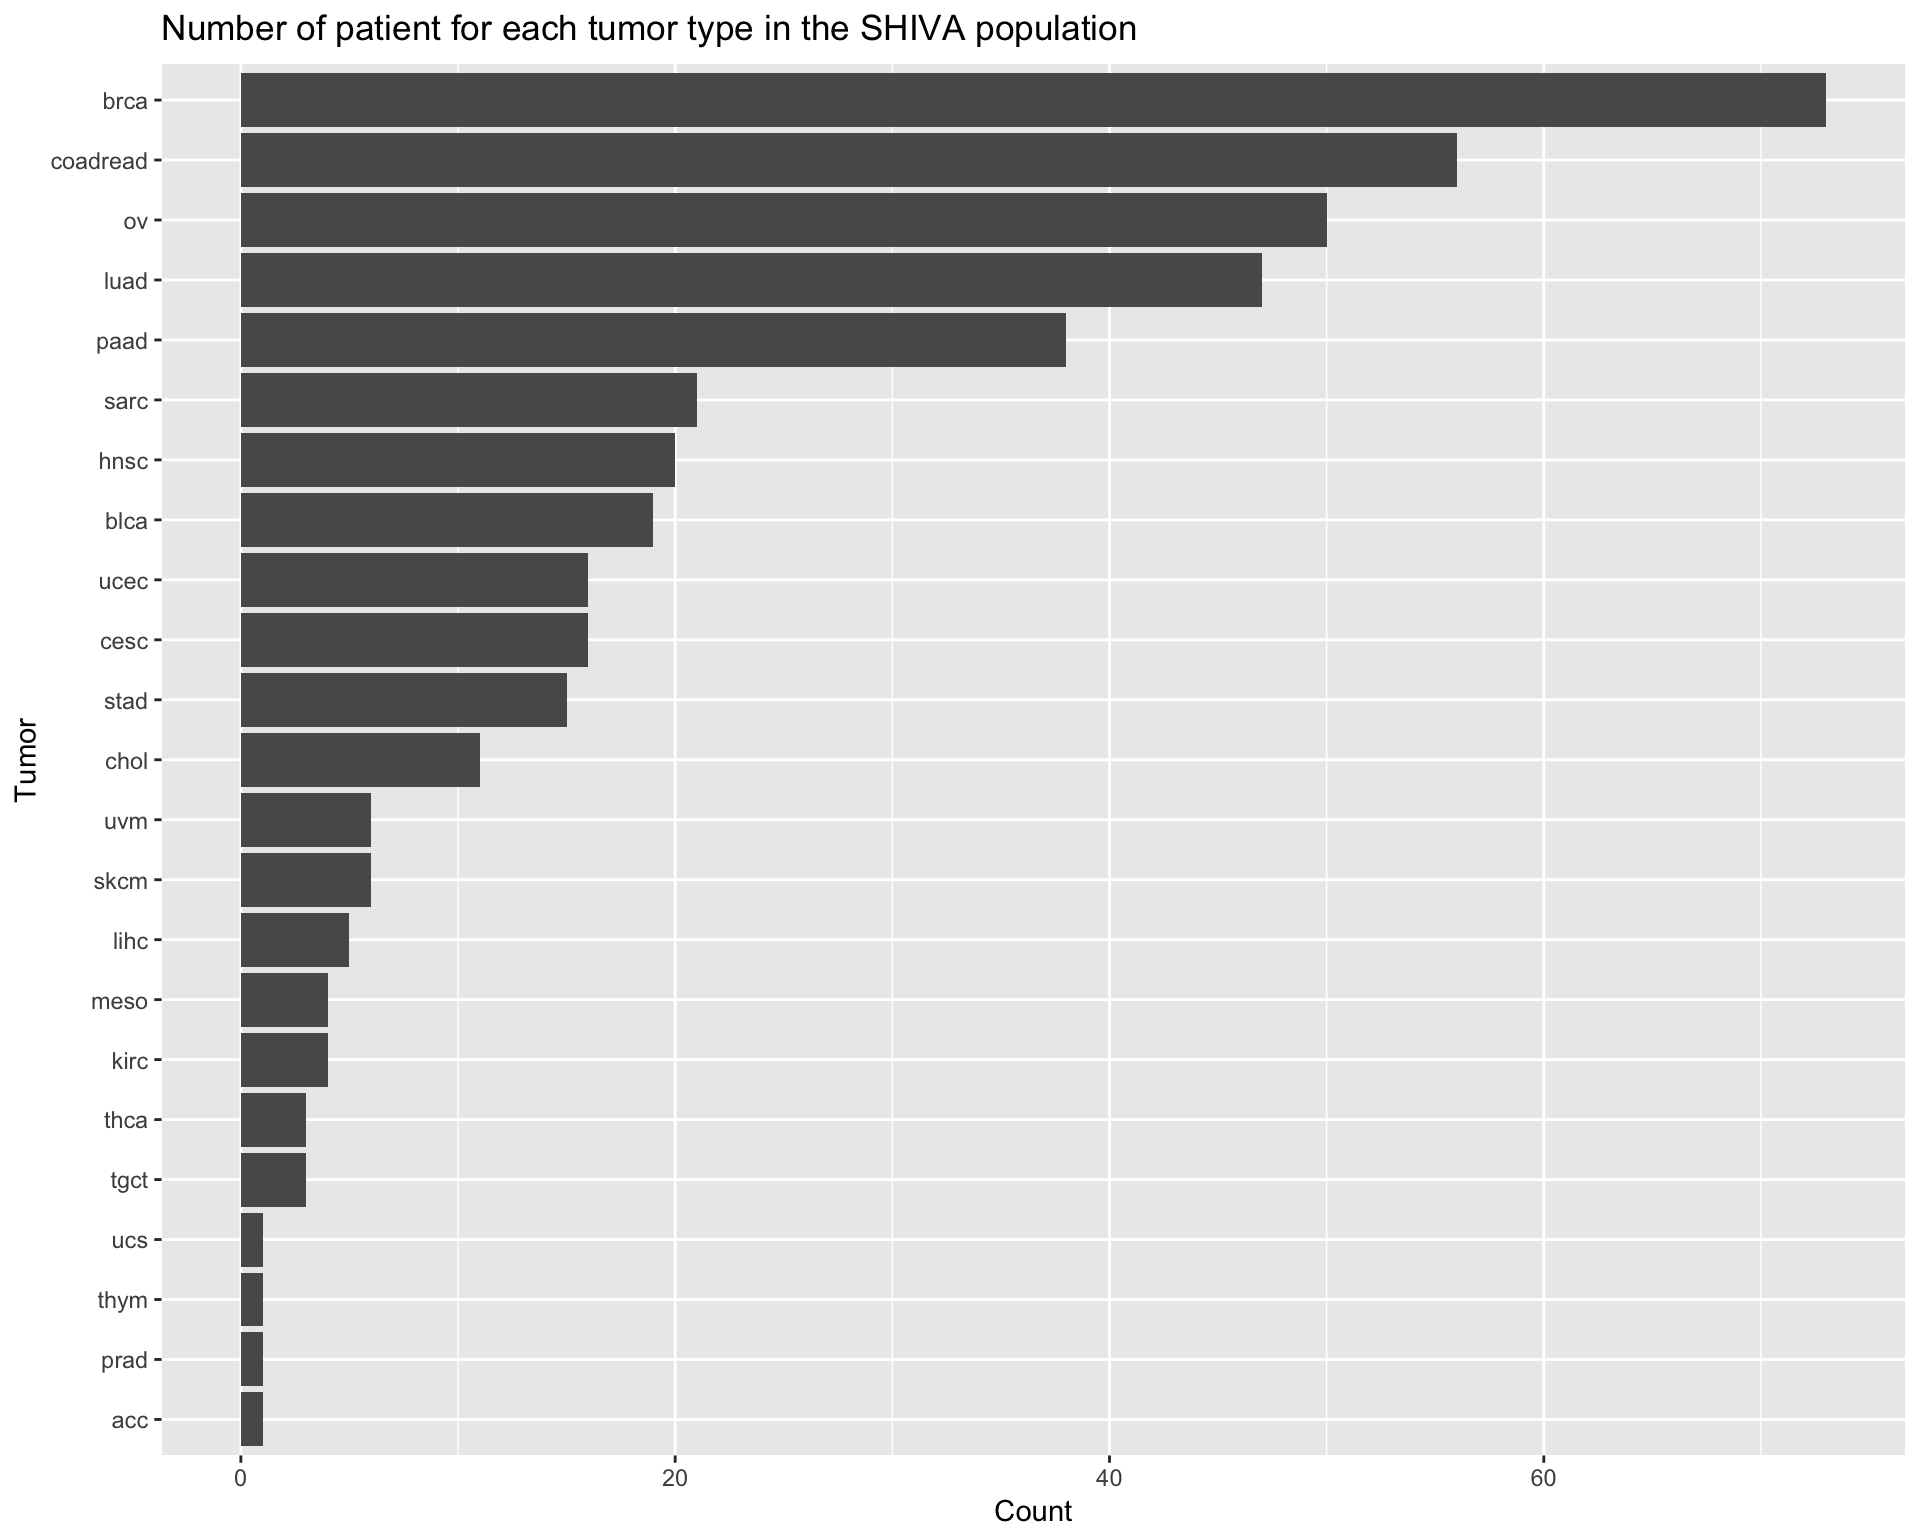 Number of patient for each tumor type in the SHIVA population
Tumor
brca
coadread
ov
luad
paad
sarc
hnsc
blca
ucec
cesc
stad
chol
uvm
skcm
lihc
meso
kirc
thca
tgct
ucs
thym
prad
acc
0 20 40 60
Count